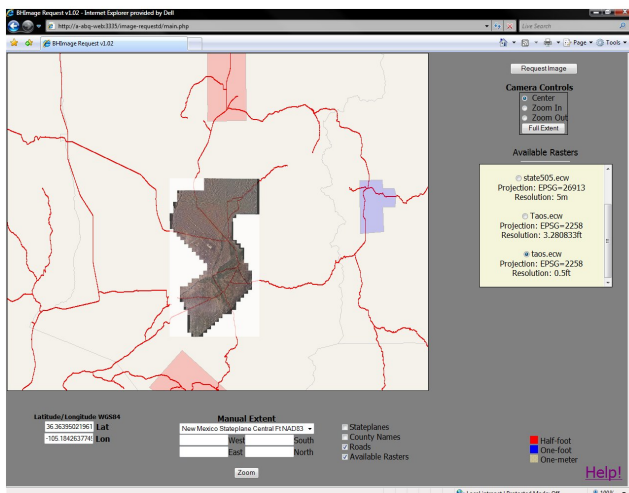 BHImage Request v1.02 - Internet Explorer provided by Dell
http://a-abq-web3335/image-requestd/main.php
Live Search
BHImage Request v1.02
Page
Tools
Request Image
Camera Controls
Center
Zoom In
Zoom Out
Full Extent
Available Rasters
state505.ecw
Projection: EPSG=26913
Resolution: 5m
Taos.ecw
Projection: EPSG=2258
Resolution: 3.280833ft
taos.ecw
Projection: EPSG=2258
Resolution: 0.5ft
Latitude/Longitude WGS84
36.36395021961 Lat
-105.184263774 Lon
Manual Extent
New Mexico Stateplane Central Ft NAD83
West South
East North
Zoom
Stateplanes
County Names
Roads
Available Rasters
Half-foot
One-foot
One-meter
Help!